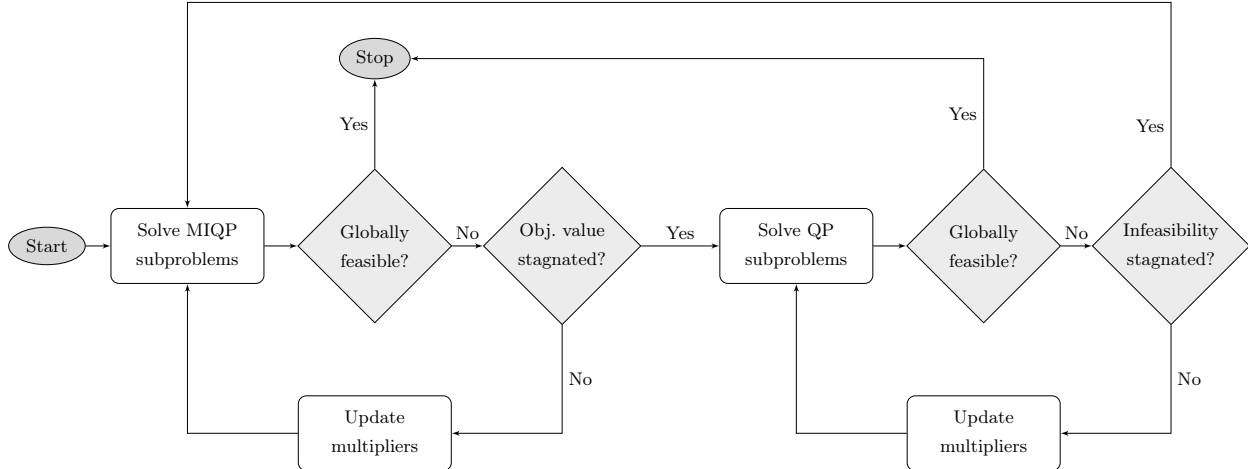 Stop
Yes
Yes
Yes
Start
Solve MIQP
subproblems
Globally
feasible?
No
Obj. value
stagnated?
Yes
Solve QP
subproblems
Globally
feasible?
No
Infeasibility
stagnated?
No
No
Update
multipliers
Update
multipliers